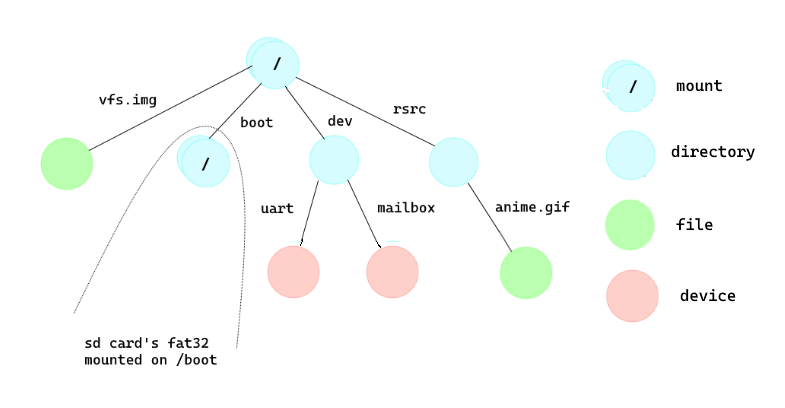 /
vfs.img
boot
dev
rsrc
/
uart
mailbox
anime.gif
sd card's fat32
mounted on /boot
/
mount
directory
file
device